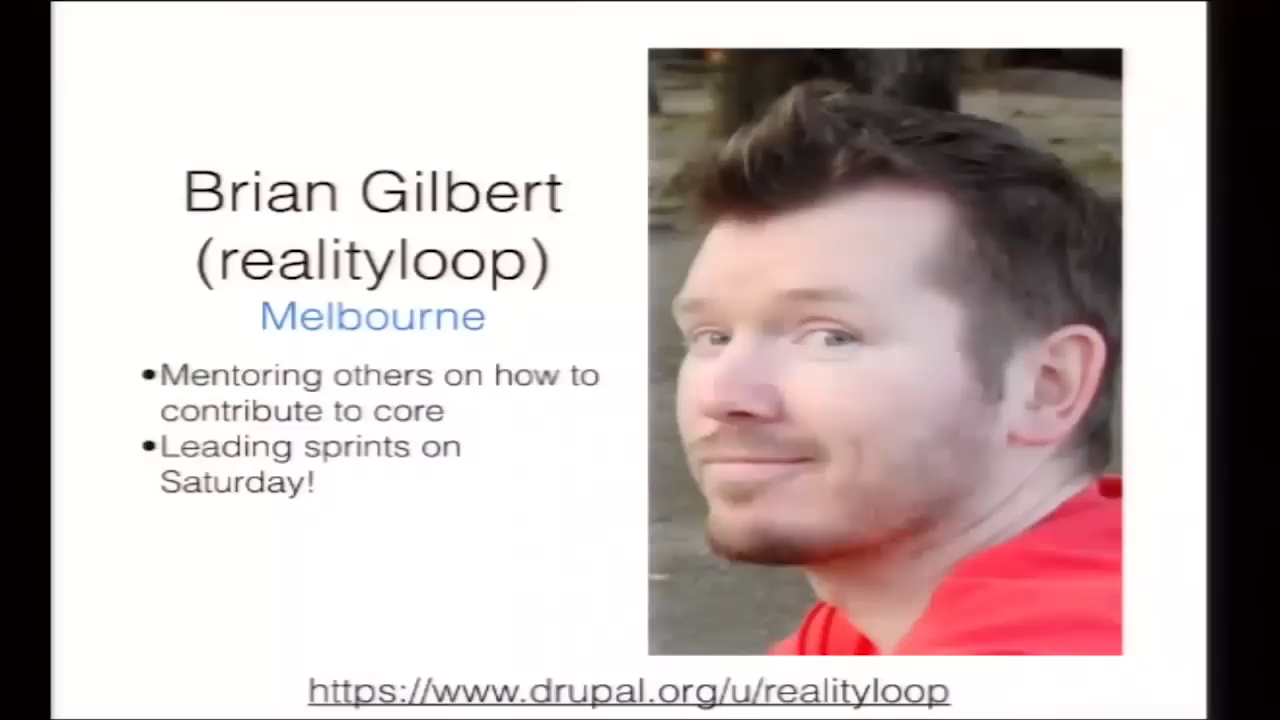 Brian Gilbert
(realityloop)
Melbourne
•Mentoring others on how to
contribute to core
•Leading sprints on
Saturday!
https://www.drupal.org/u/realityloop